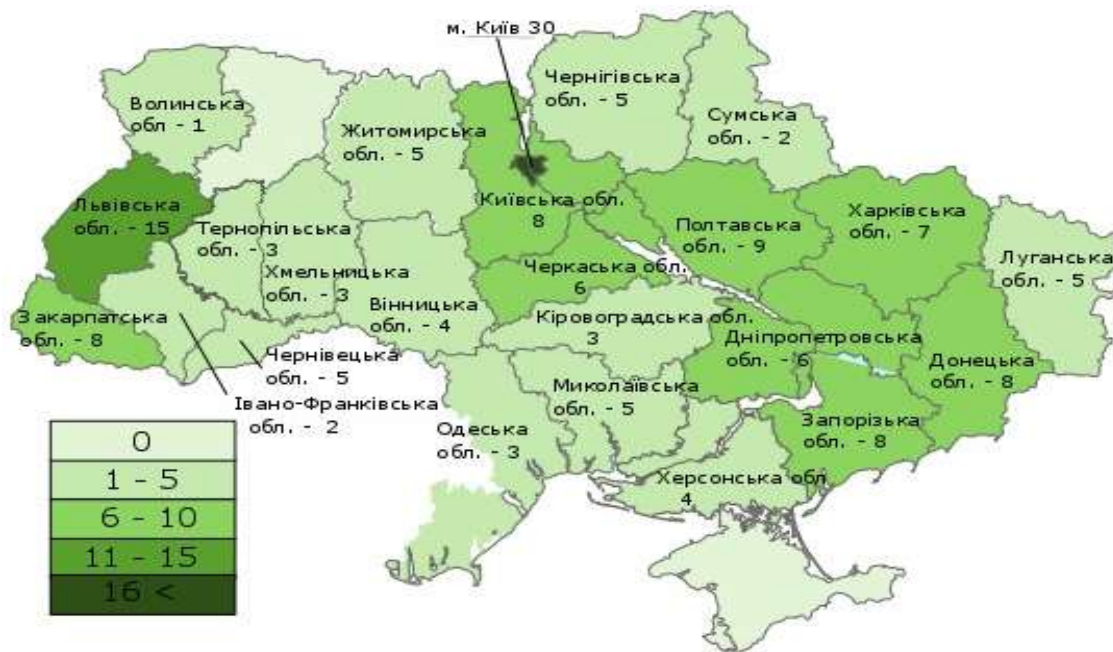 м. Київ 30
Чернігівська
обл. - 5
Сумська
обл. - 2
Волинська
обл - 1
Житомирська
обл. - 5
Київська обл.
8
Львівська
обл. - 15
Тернопільська
обл. - 3
Хмельницька
обл. - 3
Вінницька
обл. - 4
Черкаська обл.
6
Полтавська
обл. - 9
Харківська
обл. - 7
Луганська
обл. - 5
Закарпатська
обл. - 8
Чернівецька
обл. - 5
Івано-Франківська
обл. - 2
Кіровоградська обл.
3
Дніпропетровська
обл. - 6
Донецька
обл. - 8
Миколаївська
обл. - 5
Запорізька
обл. - 8
Одеська
обл. - 3
Херсонська обл
4
0
1 - 5
6 - 10
11 - 15
16 <